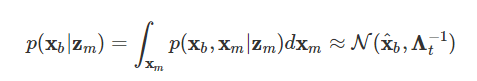 p(x_b|z_m) = ∫_{x_m} p(x_b, x_m|z_m)dx_m ≈ 𝒩(x̂_b, Λ_t^{-1})